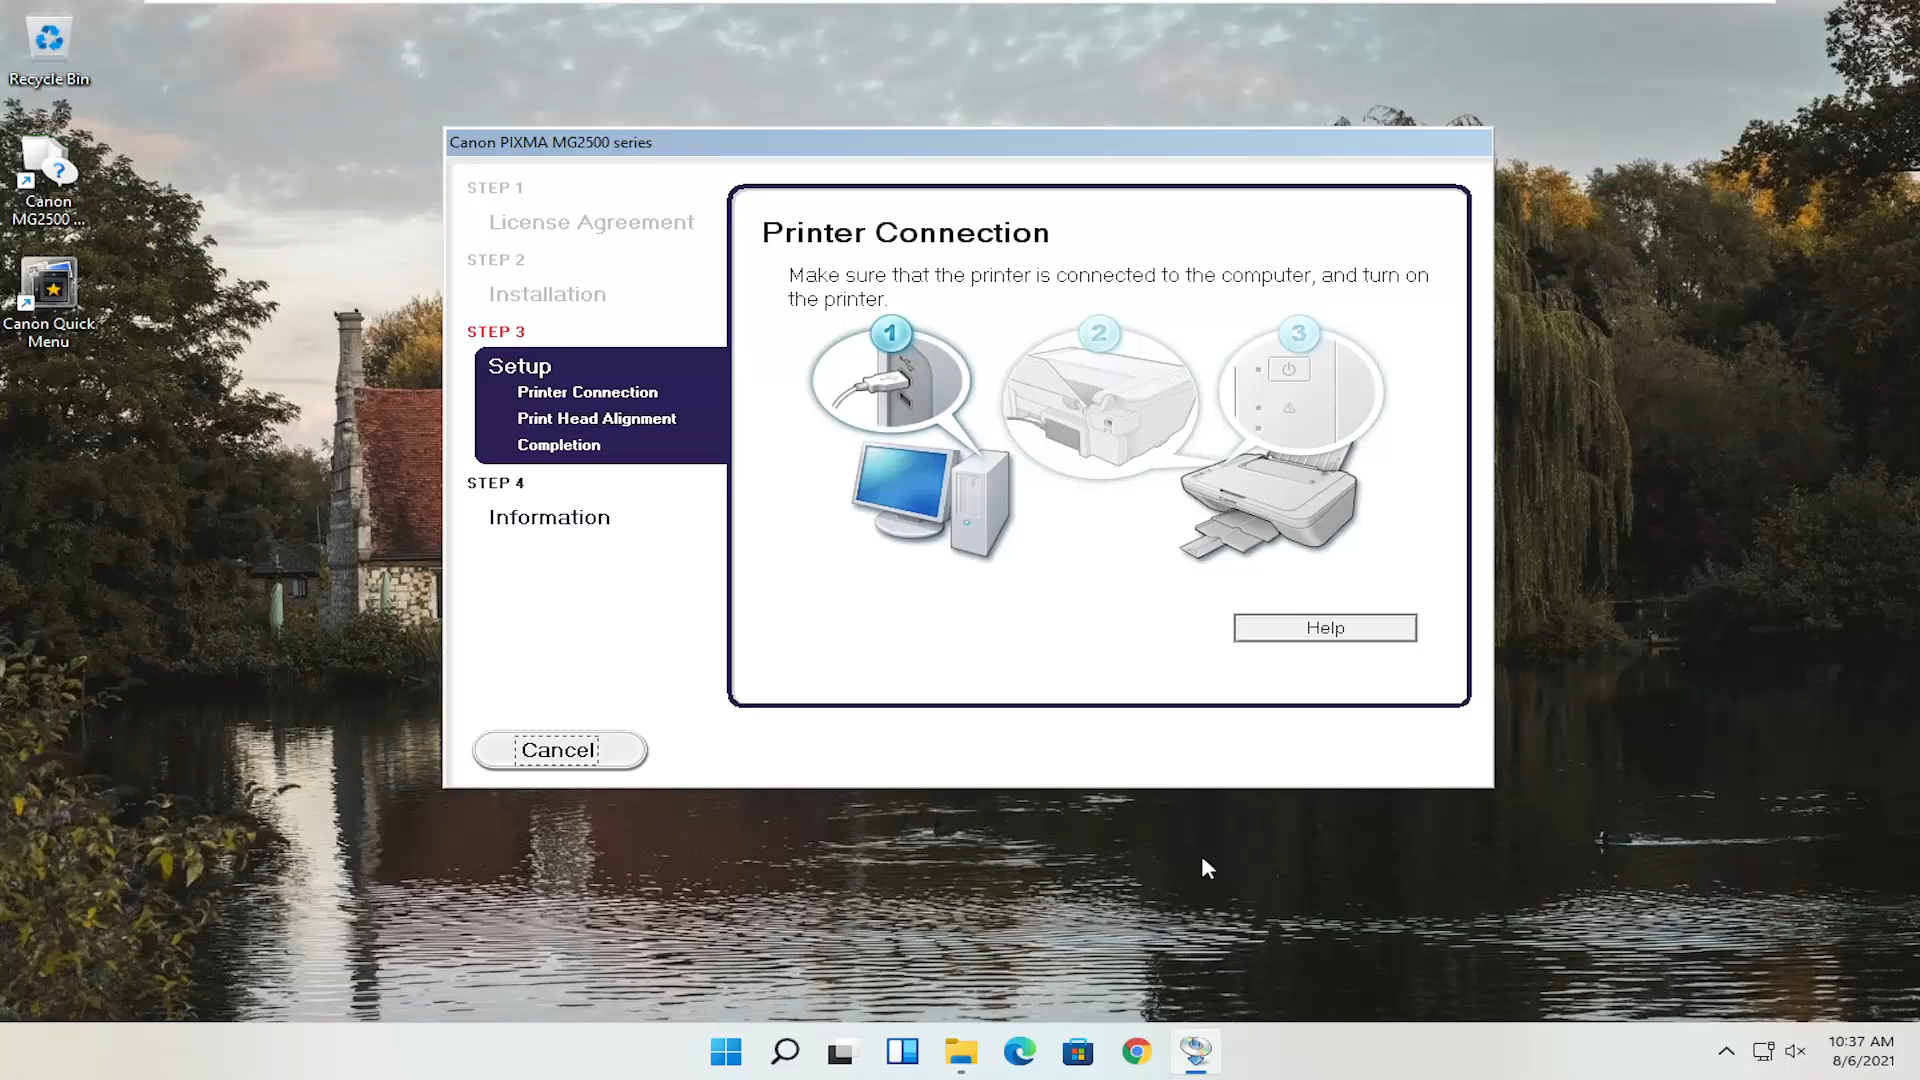 Recycle Bin
Canon
MG2500 ...
Canon Quick
Menu
Canon PIXMA MG2500 series
STEP 1
License Agreement
STEP 2
Installation
STEP 3
Setup
Printer Connection
Print Head Alignment
Completion
STEP 4
Information
Cancel
Printer Connection
Make sure that the printer is connected to the computer, and turn on
the printer.
1
2
3
Help
10:37 AM
8/6/2021